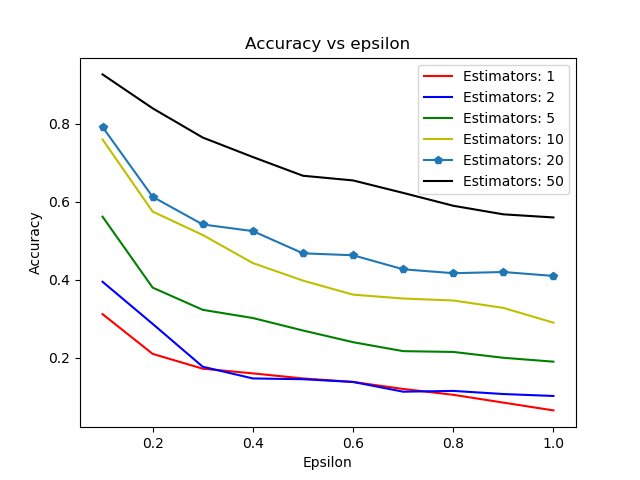 Accuracy vs epsilon
Estimators: 1
Estimators: 2
Estimators: 5
Estimators: 10
Estimators: 20
Estimators: 50
Accuracy
0.8
0.6
0.4
0.2
0.2 0.4 0.6 0.8 1.0
Epsilon